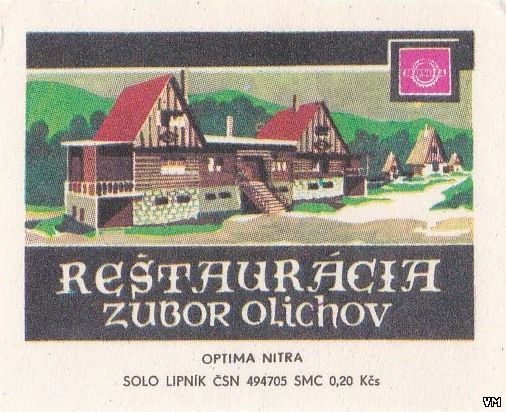 REŠTAURÁCIA
ZUBOR OLICHOV
OPTIMA NITRA
SOLO LIPNÍK ČSN 494705 SMC 0,20 Kčs
VM